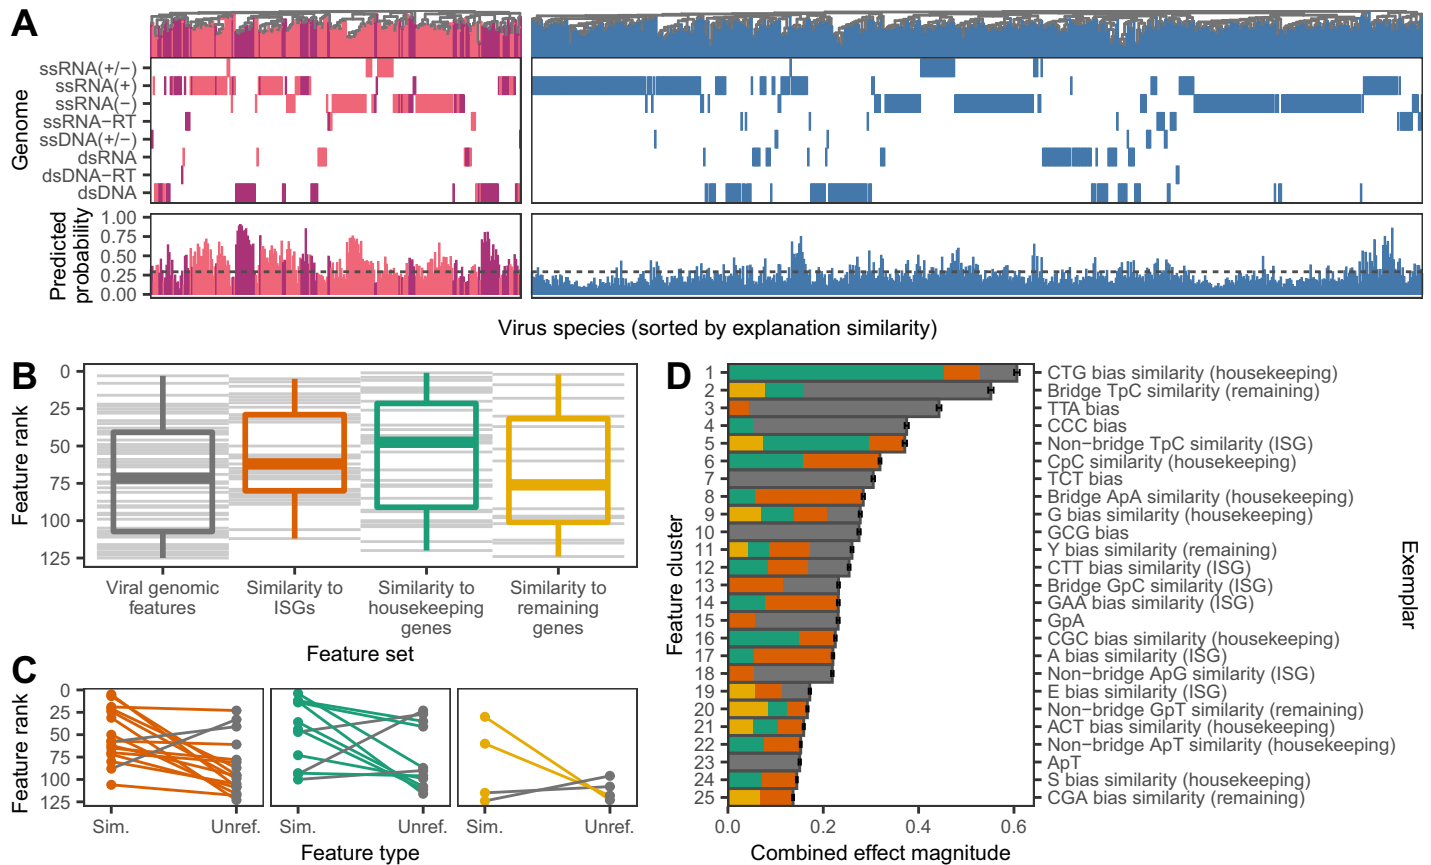 A
Genome
ssRNA(+/−)
ssRNA(+)
ssRNA(−)
ssRNA−RT
ssDNA(+/−)
dsRNA
dsDNA−RT
dsDNA
Predicted
probability
1.00
0.75
0.50
0.25
0.00
Virus species (sorted by explanation similarity)
B
Feature rank
0
25
50
75
100
125
Viral genomic
features
Similarity to
ISGs
Similarity to
housekeeping
genes
Similarity to
remaining
genes
Feature set
C
Feature rank
0
25
50
75
100
125
Sim.
Unref.
Sim.
Unref.
Sim.
Unref.
Feature type
D
Feature cluster
1
CTG bias similarity (housekeeping)
2
Bridge TpC similarity (remaining)
3
TTA bias
4
CCC bias
5
Non−bridge TpC similarity (ISG)
6
CpC similarity (housekeeping)
7
TCT bias
8
Bridge ApA similarity (housekeeping)
9
G bias similarity (housekeeping)
10
GCG bias
11
Y bias similarity (remaining)
12
CTT bias similarity (ISG)
13
Bridge GpC similarity (ISG)
14
GAA bias similarity (ISG)
15
GpA
16
CGC bias similarity (housekeeping)
17
A bias similarity (ISG)
18
Non−bridge ApG similarity (ISG)
19
E bias similarity (ISG)
20
Non−bridge GpT similarity (remaining)
21
ACT bias similarity (housekeeping)
22
Non−bridge ApT similarity (housekeeping)
23
ApT
24
S bias similarity (housekeeping)
25
CGA bias similarity (remaining)
Exemplar
0.0
0.2
0.4
0.6
Combined effect magnitude